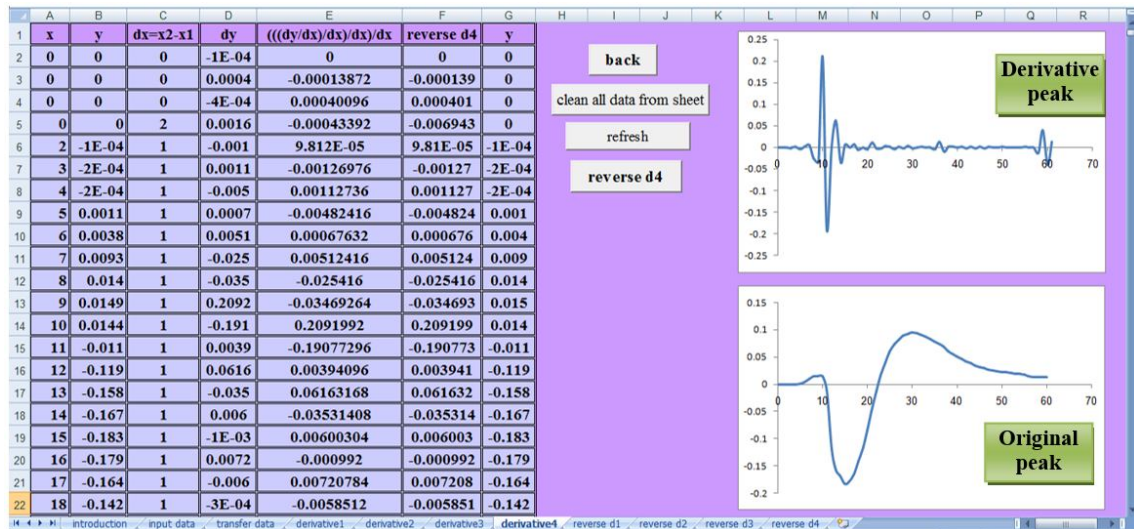 A B C D E F G H I J K L M N O P Q R
1 x y dx=x2-x1 dy (((dy/dx)/dx)/dx)/dx reverse d4 y
2 0 0 0 -1E-04 0 0 0
3 0 0 0 0.0004 -0.00013872 -0.000139 0
4 0 0 0 -4E-04 0.00040096 0.000401 0
5 0 0 2 0.0016 -0.00043392 -0.006943 0
6 2 -1E-04 1 -0.001 9.812E-05 9.81E-05 -1E-04
7 3 -2E-04 1 0.0011 -0.00126976 -0.00127 -2E-04
8 4 -2E-04 1 -0.005 0.00112736 0.001127 -2E-04
9 5 0.0011 1 0.0007 -0.00482416 -0.004824 0.001
10 6 0.0038 1 0.0051 0.00067632 0.000676 0.004
11 7 0.0093 1 -0.025 0.00512416 0.005124 0.009
12 8 0.014 1 -0.035 -0.025416 -0.025416 0.014
13 9 0.0149 1 0.2092 -0.03469264 -0.034693 0.015
14 10 0.0144 1 -0.191 0.2091992 0.209199 0.014
15 11 -0.011 1 0.0039 -0.19077296 -0.190773 -0.011
16 12 -0.119 1 0.0616 0.00394096 0.003941 -0.119
17 13 -0.158 1 -0.035 0.06163168 0.061632 -0.158
18 14 -0.167 1 0.006 -0.03531408 -0.035314 -0.167
19 15 -0.183 1 -1E-03 0.00600304 0.006003 -0.183
20 16 -0.179 1 0.0072 -0.000992 -0.000992 -0.179
21 17 -0.164 1 -0.006 0.00720784 0.007208 -0.164
22 18 -0.142 1 -3E-04 -0.0058512 -0.005851 -0.142
back
clean all data from sheet
refresh
reverse d4
0.25
0.2
0.15
0.1
0.05
0
-0.05
-0.1
-0.15
-0.2
-0.25
0 10 20 30 40 50 60 70
Derivative
peak
0.15
0.1
0.05
0
-0.05
-0.1
-0.15
-0.2
0 10 20 30 40 50 60 70
Original
peak
introduction input data transfer data derivative1 derivative2 derivative3 derivative4 reverse d1 reverse d2 reverse d3 reverse d4